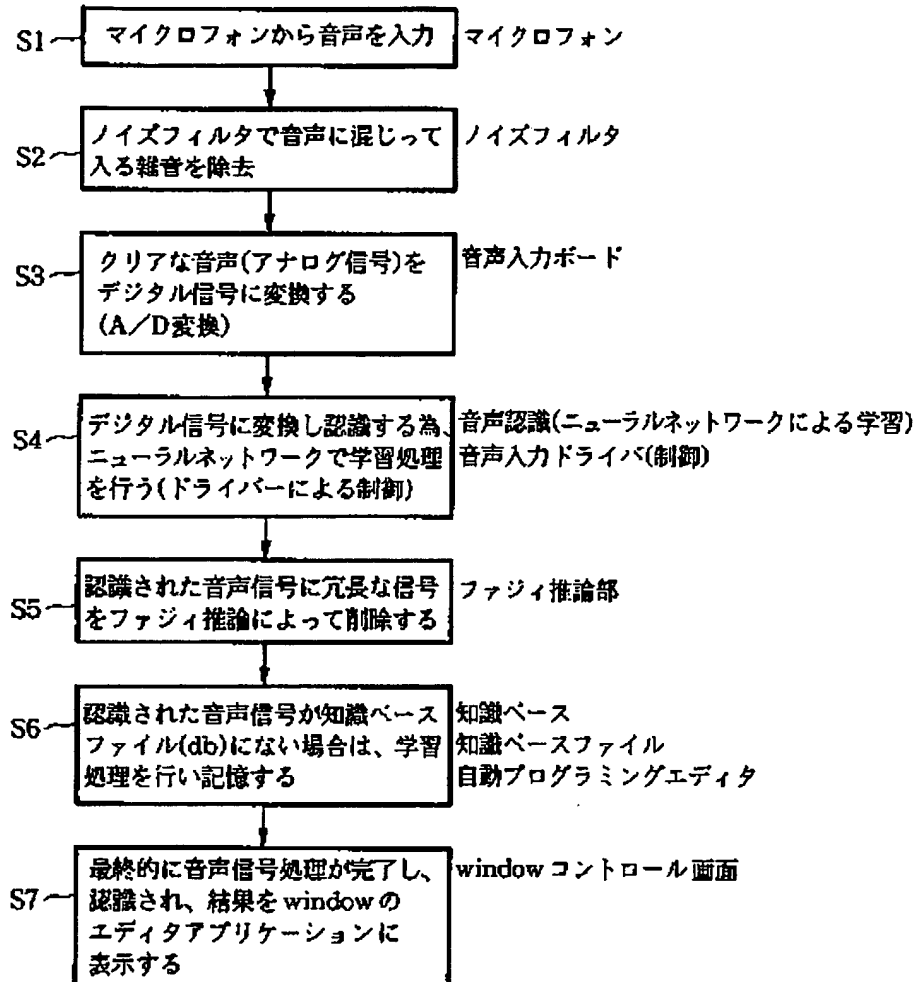 S1 マイクロフォンから音声を入力 マイクロフォン
S2 ノイズフィルタで音声に混じって ノイズフィルタ
入る雑音を除去
S3 クリアな音声(アナログ信号)を 音声入力ボード
デジタル信号に変換する
(A/D変換)
S4 デジタル信号に変換し認識する為、 音声認識(ニューラルネットワークによる学習)
ニューラルネットワークで学習処理 音声入力ドライバ(制御)
を行う(ドライバーによる制御)
S5 認識された音声信号に冗長な信号 ファジィ推論部
をファジィ推論によって削除する
S6 認識された音声信号が知識ベース 知識ベース
ファイル(db)にない場合は、学習 知識ベースファイル
処理を行い記憶する 自動プログラミングエディタ
S7 最終的に音声信号処理が完了し、 windowコントロール画面
認識され、結果をwindowの
エディタアプリケーションに
表示する